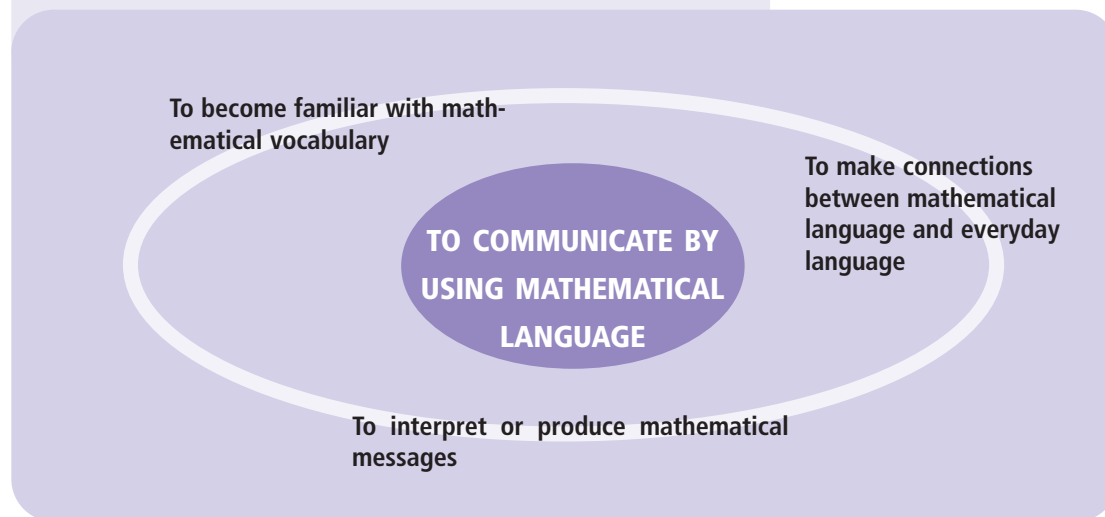 To become familiar with math-
ematical vocabulary
To make connections
between mathematical
language and everyday
language
TO COMMUNICATE BY
USING MATHEMATICAL
LANGUAGE
To interpret or produce mathematical
messages